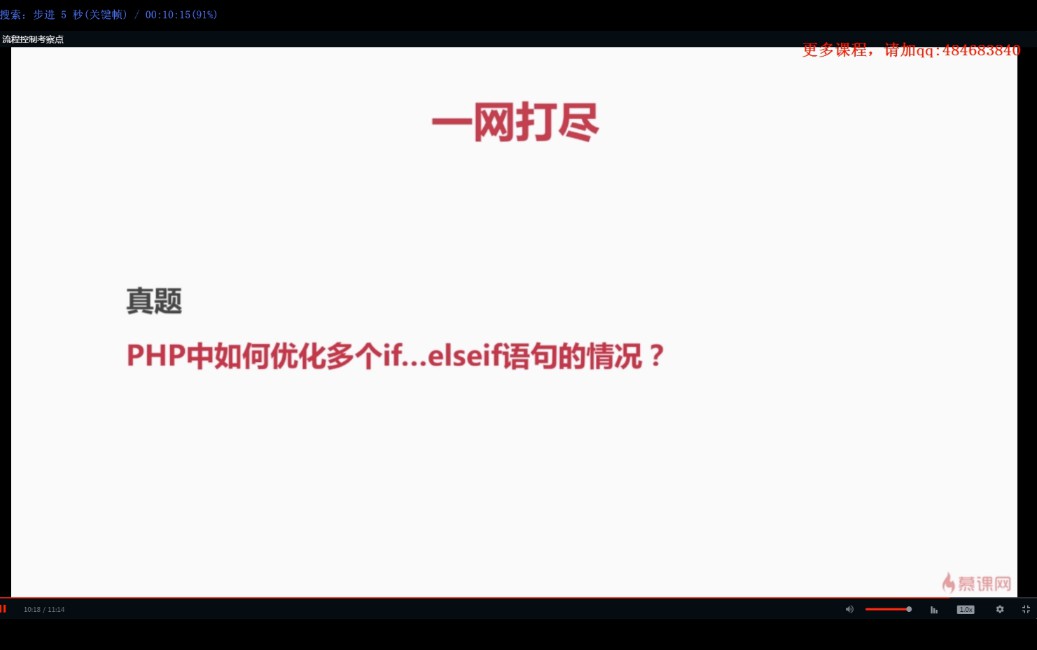 搜索: 步进 5 秒(关键帧) / 00:10:15(91%)
流程控制考察点
更多课程，请加qq:484683840
一网打尽
真题
PHP中如何优化多个if...elseif语句的情况？
慕课网
10:18 / 11:14
1.0x